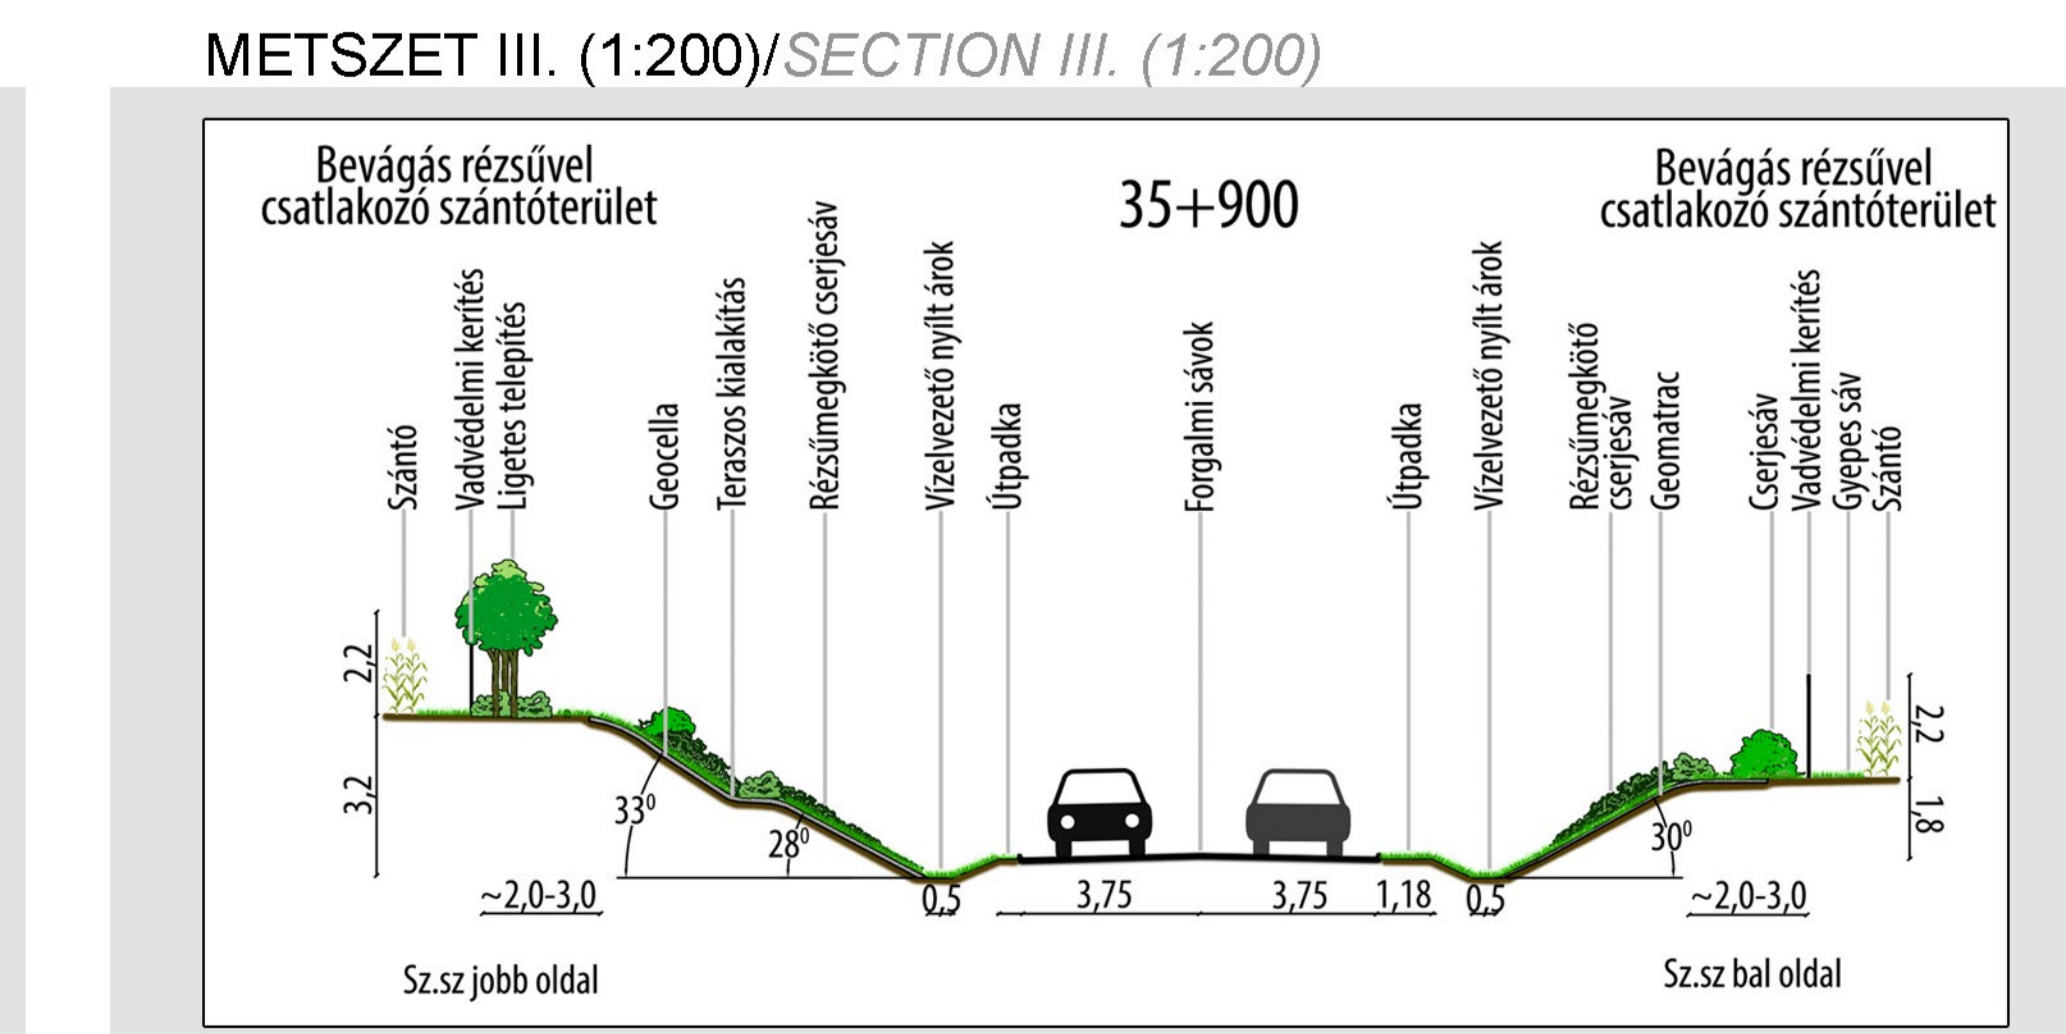 METSZET III. (1:200)/SECTION III. (1:200)
Bevágás rézsűvel
csatlakozó szántóterület
35+900
Bevágás rézsűvel
csatlakozó szántóterület
Szántó
Vadvédelmi kerítés
Ligetes telepítés
Geocella
Teraszos kialakítás
Rézsűmegkötő cserjesáv
Vízelvezető nyílt árok
Útpadka
Forgalmi sávok
Útpadka
Vízelvezető nyílt árok
Rézsűmegkötő
cserjesáv
Geomatrac
Cserjesáv
Vadvédelmi kerítés
Gyepes sáv
Szántó
2,2
3,2
33⁰
28⁰
30⁰
2,2
1,8
~2,0-3,0
0,5
3,75
3,75
1,18
0,5
~2,0-3,0
Sz.sz jobb oldal
Sz.sz bal oldal